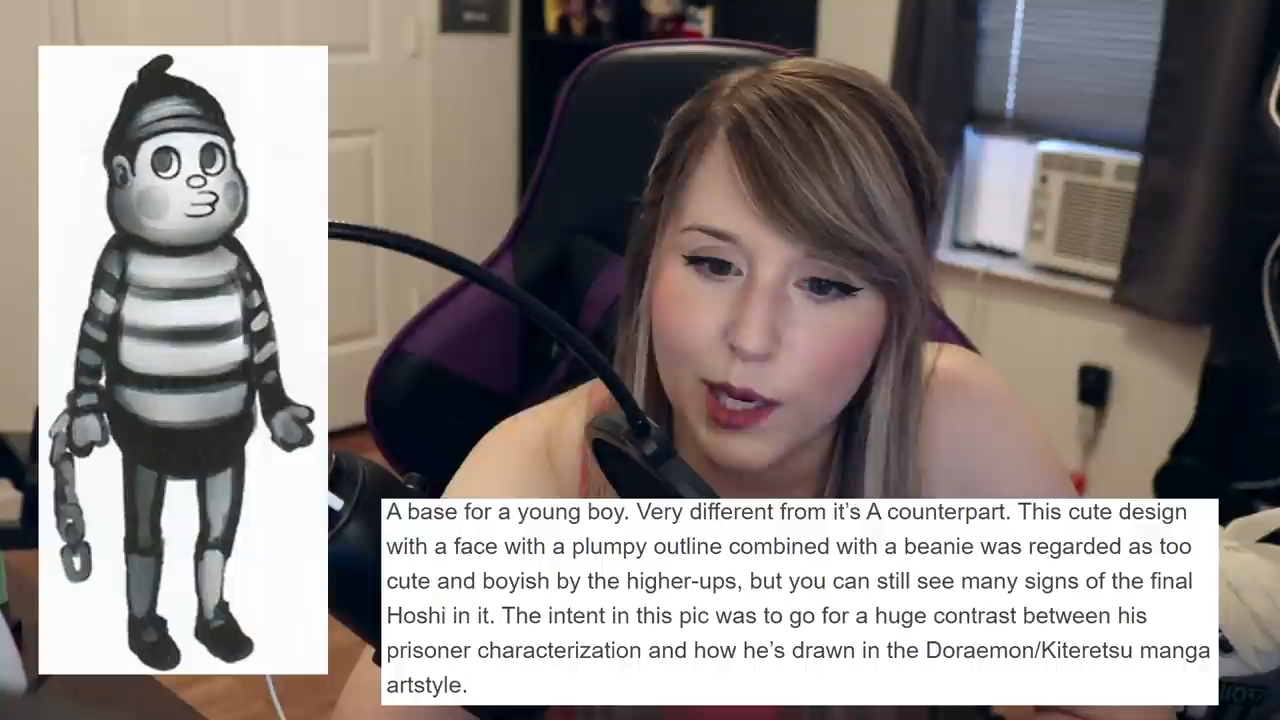 A base for a young boy. Very different from it's A counterpart. This cute design
with a face with a plumpy outline combined with a beanie was regarded as too
cute and boyish by the higher-ups, but you can still see many signs of the final
Hoshi in it. The intent in this pic was to go for a huge contrast between his
prisoner characterization and how he's drawn in the Doraemon/Kiteretsu manga
artstyle.